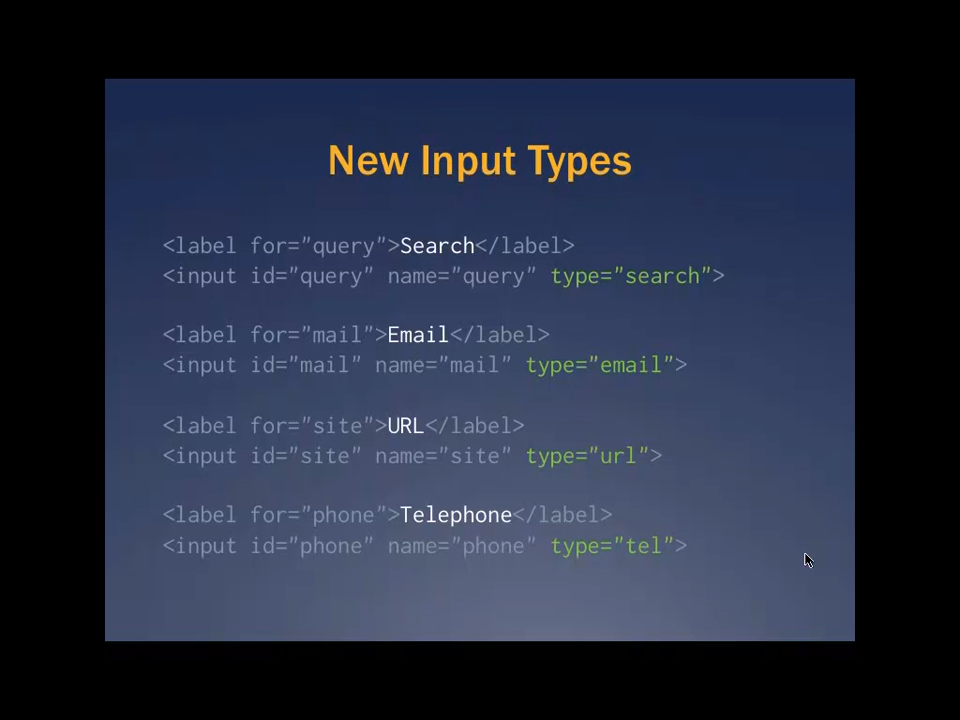 New Input Types
<label for="query">Search</label>
<input id="query" name="query" type="search">
<label for="mail">Email</label>
<input id="mail" name="mail" type="email">
<label for="site">URL</label>
<input id="site" name="site" type="url">
<label for="phone">Telephone</label>
<input id="phone" name="phone" type="tel">